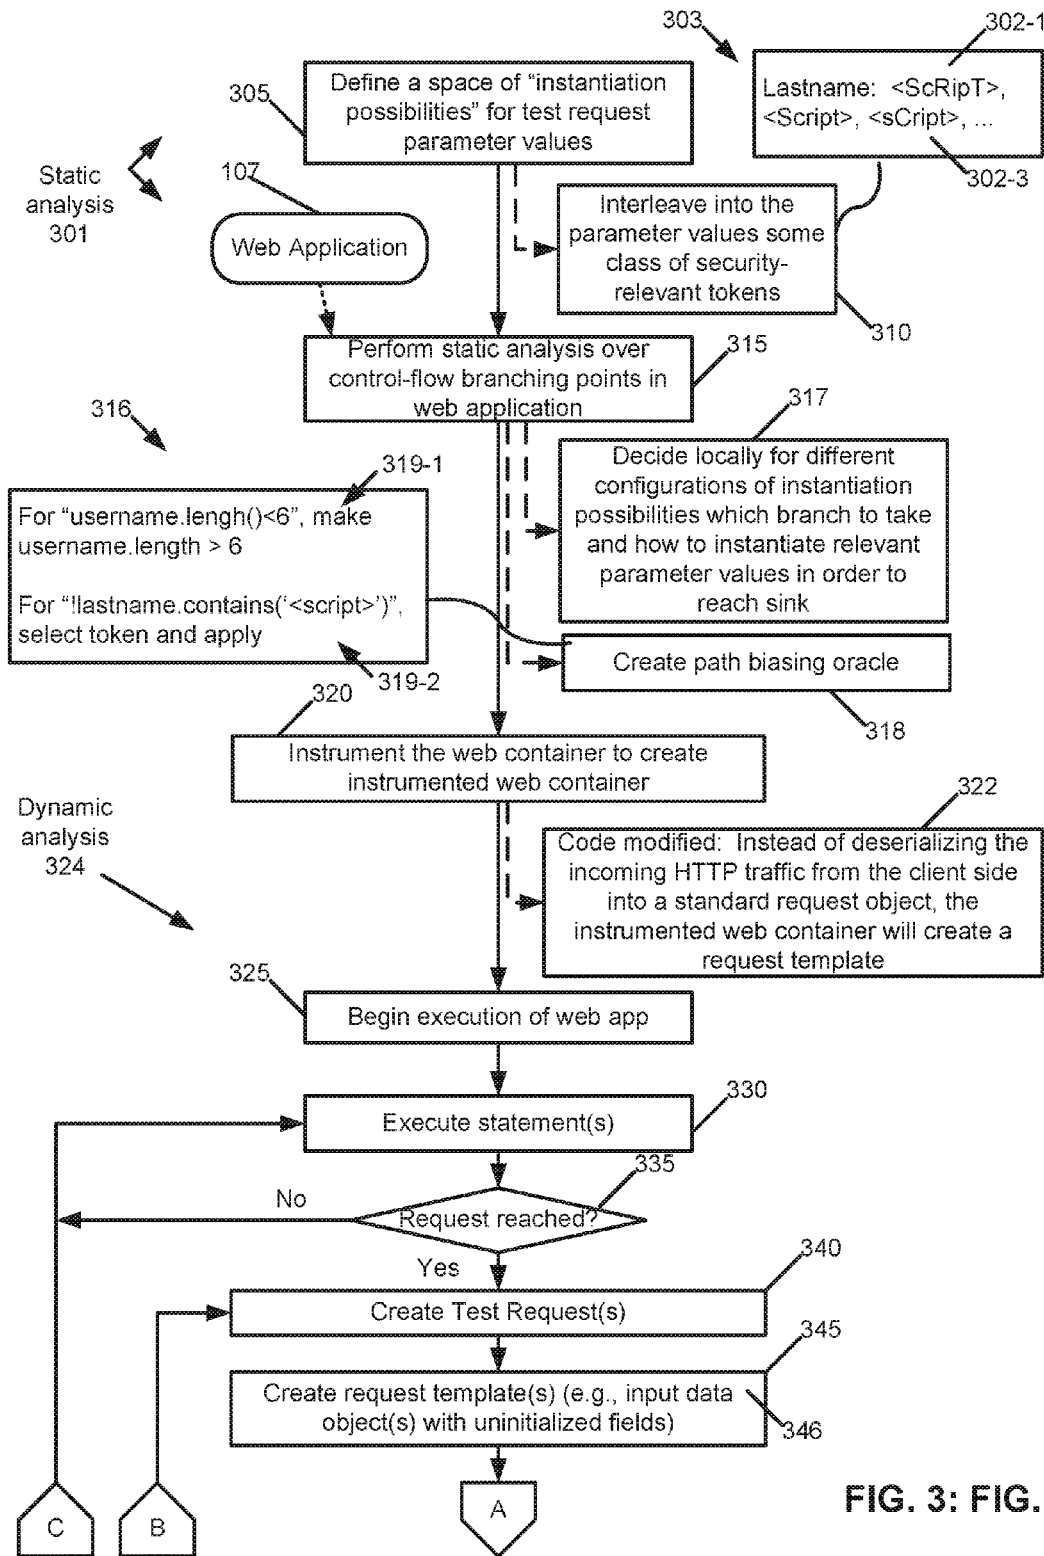 303
302-1
Lastname: <ScRipT>,
<Script>, <sCript>, ...
302-3
305
Define a space of “instantiation
possibilities” for test request
parameter values
Static
analysis
301
107
Web Application
Interleave into the
parameter values some
class of security-
relevant tokens
310
Perform static analysis over
control-flow branching points in
web application
315
316
317
Decide locally for different
configurations of instantiation
possibilities which branch to take
and how to instantiate relevant
parameter values in order to
reach sink
319-1
For “username.lengh()<6”, make
username.length > 6
For “!lastname.contains(‘<script>’)”,
select token and apply
319-2
Create path biasing oracle
318
320
Instrument the web container to create
instrumented web container
322
Code modified: Instead of deserializing the
incoming HTTP traffic from the client side
into a standard request object, the
instrumented web container will create a
request template
Dynamic
analysis
324
325
Begin execution of web app
330
Execute statement(s)
335
Request reached?
No
Yes
340
Create Test Request(s)
345
Create request template(s) (e.g., input data
object(s) with uninitialized fields)
346
C
B
A
FIG. 3: FIG.